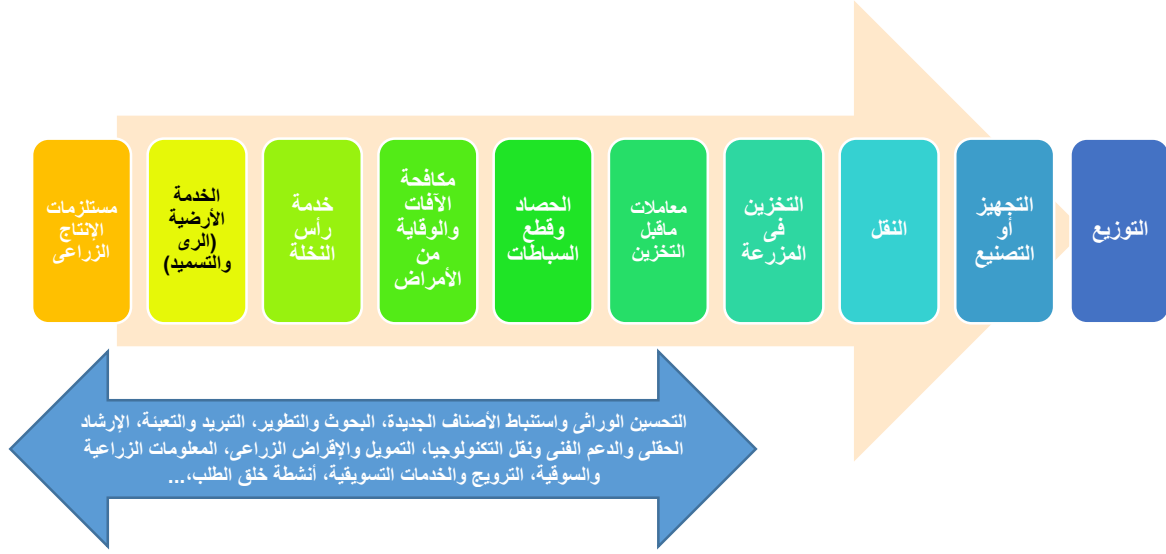 مستلزمات
الإنتاج
الزراعى
الخدمة
الأرضية
(الرى
والتسميد)
خدمة
رأس
النخلة
مكافحة
الآفات
والوقاية
من
الأمراض
الحصاد
وقطع
السباطات
معاملات
ماقبل
التخزين
التخزين
فى
المزرعة
النقل
التجهيز
أو
التصنيع
التوزيع
التحسين الوراثى واستنباط الأصناف الجديدة، البحوث والتطوير، التبريد والتعبئة، الإرشاد
الحقلى والدعم الفنى ونقل التكنولوجيا، التمويل والإقراض الزراعى، المعلومات الزراعية
والسوقية، الترويج والخدمات التسويقية، أنشطة خلق الطلب،...